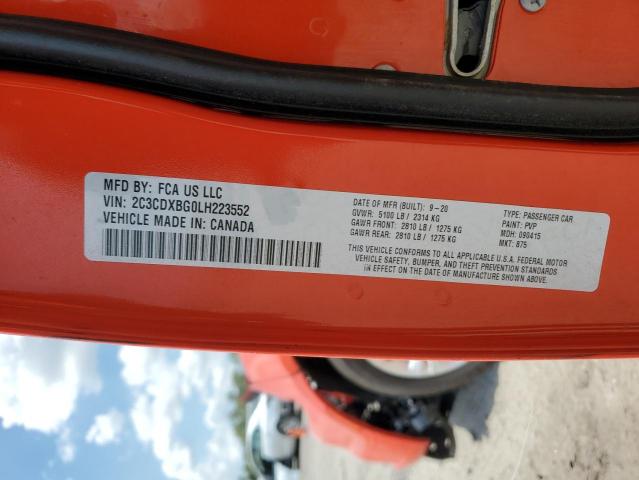 MFD BY: FCA US LLC
VIN: 2C3CDXBG0LH223552
VEHICLE MADE IN: CANADA
DATE OF MFR (BUILT): 9-20
GVWR: 5100 LB / 2314 KG
GAWR FRONT: 2810 LB / 1275 KG
GAWR REAR: 2810 LB / 1275 KG
TYPE: PASSENGER CAR
PAINT: PVP
MDH: 090415
MKT: 875
THIS VEHICLE CONFORMS TO ALL APPLICABLE U.S.A. FEDERAL MOTOR
VEHICLE SAFETY, BUMPER, AND THEFT PREVENTION STANDARDS
IN EFFECT ON THE DATE OF MANUFACTURE SHOWN ABOVE.